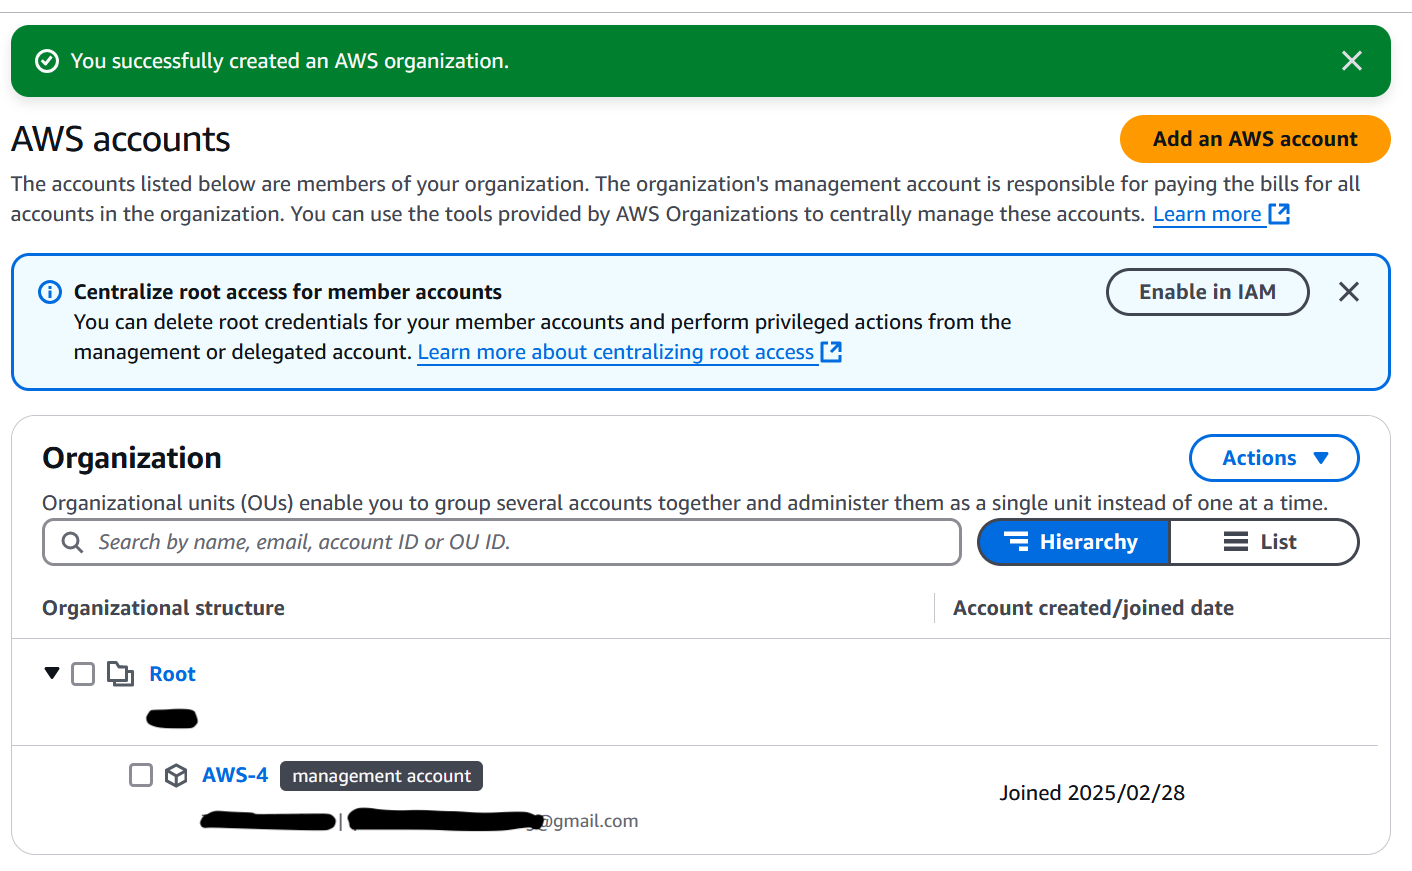 You successfully created an AWS organization.
AWS accounts
Add an AWS account
The accounts listed below are members of your organization. The organization's management account is responsible for paying the bills for all
accounts in the organization. You can use the tools provided by AWS Organizations to centrally manage these accounts. Learn more
Centralize root access for member accounts
Enable in IAM
You can delete root credentials for your member accounts and perform privileged actions from the
management or delegated account. Learn more about centralizing root access
Organization
Actions
Organizational units (OUs) enable you to group several accounts together and administer them as a single unit instead of one at a time.
Search by name, email, account ID or OU ID.
Hierarchy
List
Organizational structure
Account created/joined date
Root
AWS-4 management account
Joined 2025/02/28
| @gmail.com